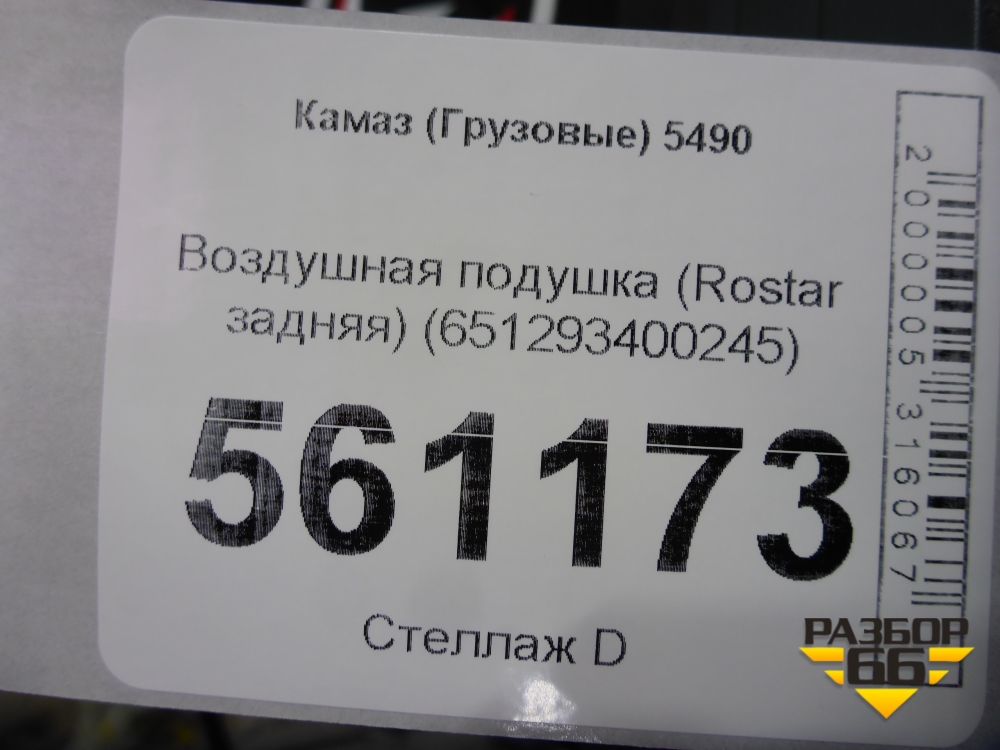 Камаз (Грузовые) 5490
Воздушная подушка (Rostar
задняя) (651293400245)
561173
Стеллаж D
2000005316067
РАЗБОР
66